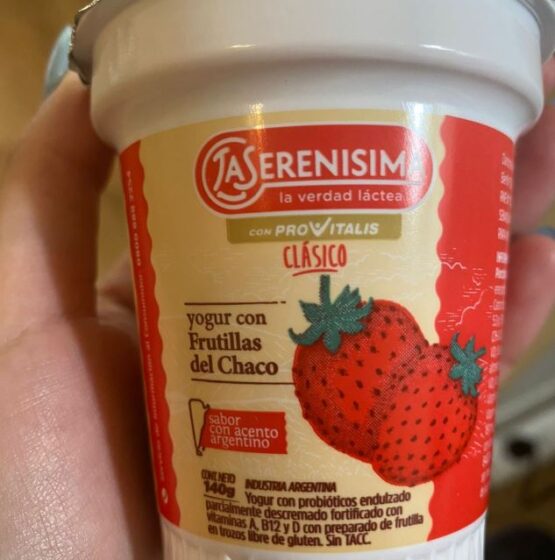 LASERENISIMA
la verdad láctea.
CON PROVITALIS
CLÁSICO
yogur con
Frutillas
del Chaco
sabor
con acento
argentino
CONT. NETO
140g
INDUSTRIA ARGENTINA
Yogur con probióticos endulzado
parcialmente descremado fortificado con
vitaminas A, B12 y D con preparado de frutilla
en trozos libre de gluten. Sin TACC.